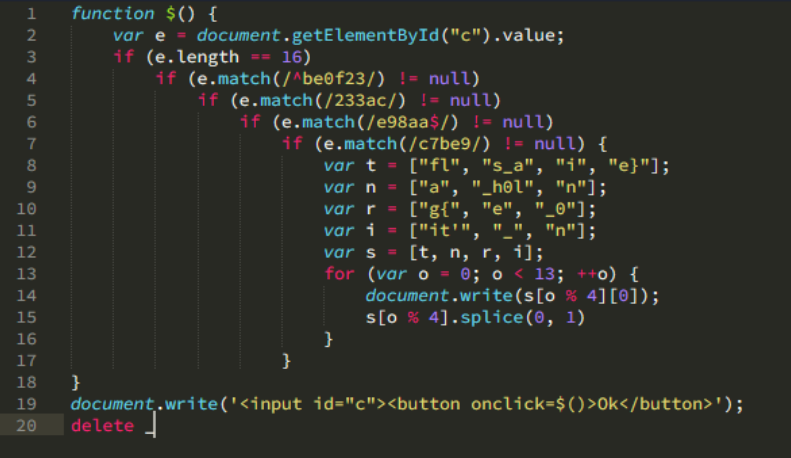 1 function $() {
2 var e = document.getElementById("c").value;
3 if (e.length == 16)
4 if (e.match(/^be0f23/) != null)
5 if (e.match(/233ac/) != null)
6 if (e.match(/e98aa$/) != null)
7 if (e.match(/c7be9/) != null) {
8 var t = ["fl", "s_a", "i", "e}"];
9 var n = ["a", "_h0l", "n"];
10 var r = ["g{", "e", "_0"];
11 var i = ["it'", "_", "n"];
12 var s = [t, n, r, i];
13 for (var o = 0; o < 13; ++o) {
14 document.write(s[o % 4][0]);
15 s[o % 4].splice(0, 1)
16 }
17 }
18 }
19 document.write('<input id="c"><button onclick=$()>Ok</button>');
20 delete _